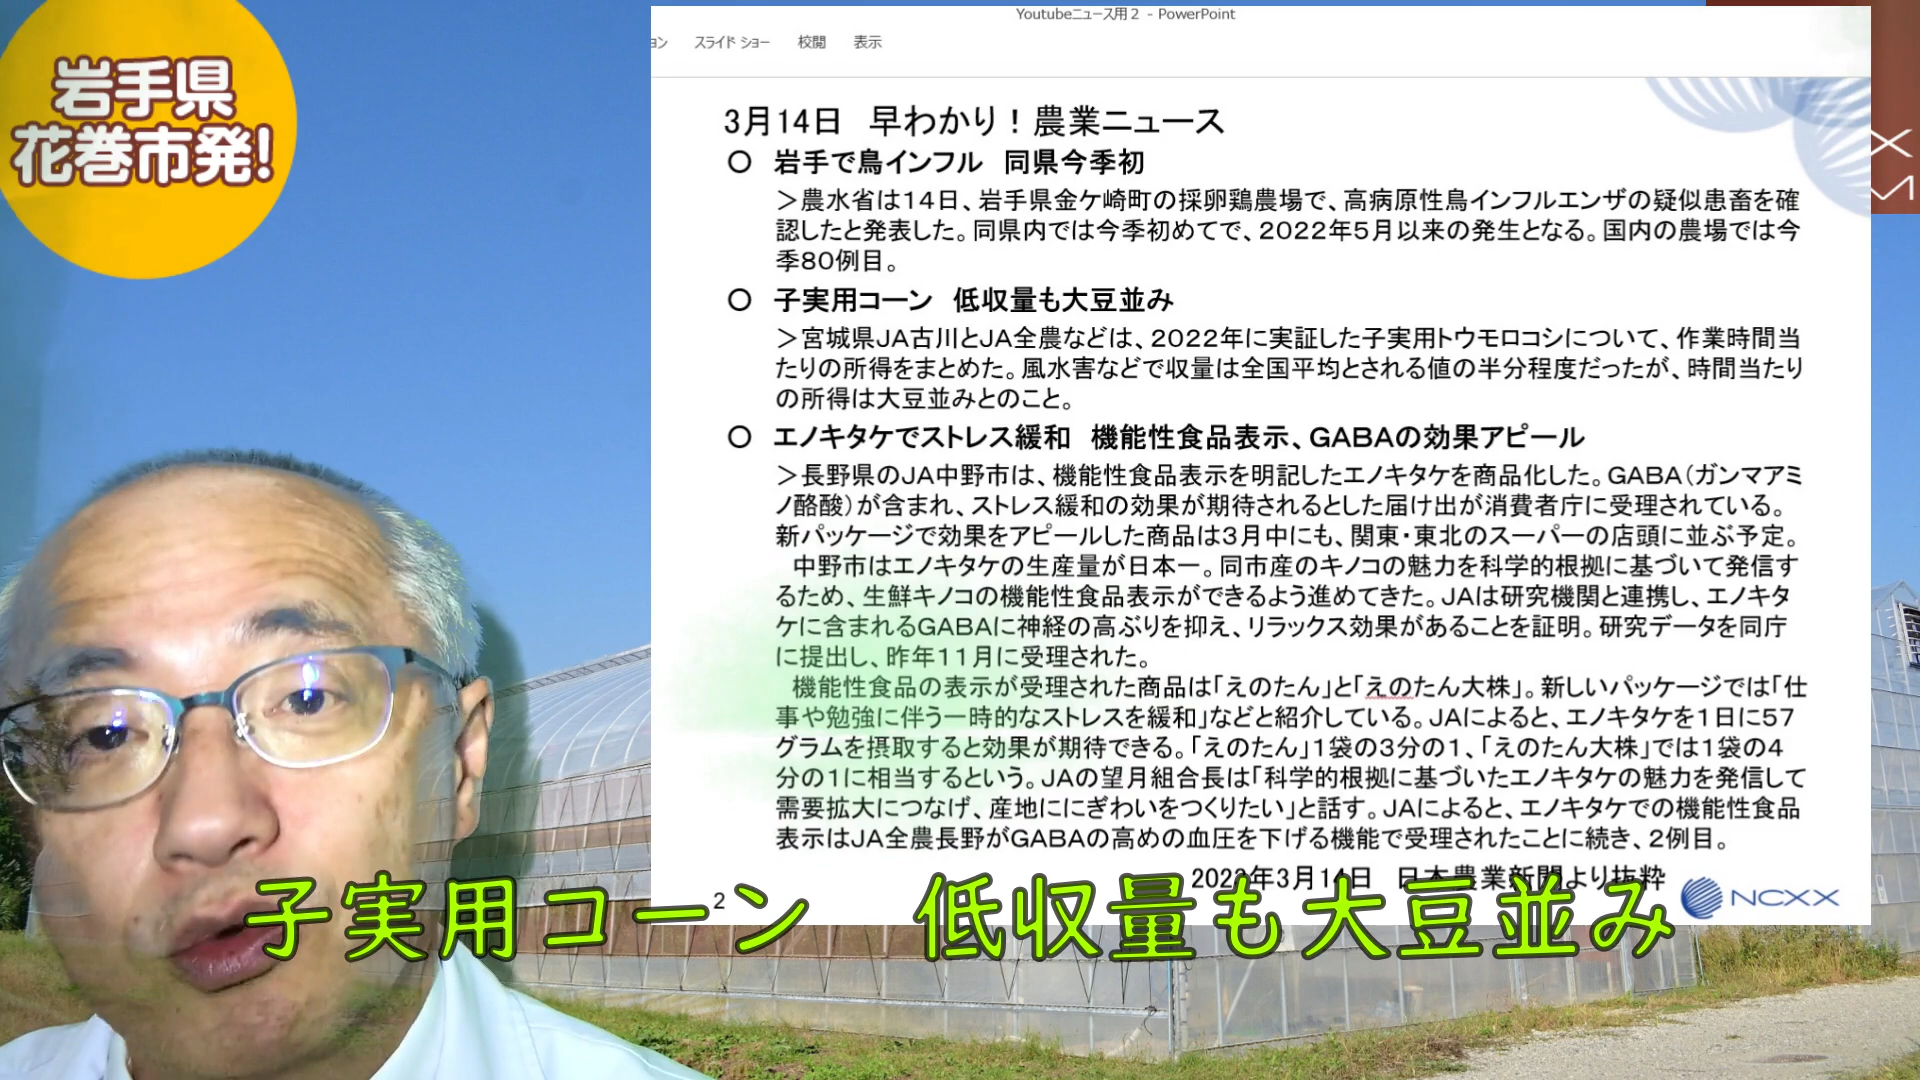 岩手県
花巻市発!
Youtubeニュース用２ - PowerPoint
ョン スライド ショー 校閲 表示
3月14日　早わかり！農業ニュース
〇　岩手で鳥インフル　同県今季初
＞農水省は１４日、岩手県金ケ崎町の採卵鶏農場で、高病原性鳥インフルエンザの疑似患畜を確
認したと発表した。同県内では今季初めてで、２０２２年５月以来の発生となる。国内の農場では今
季８０例目。
〇　子実用コーン　低収量も大豆並み
＞宮城県ＪＡ古川とＪＡ全農などは、２０２２年に実証した子実用トウモロコシについて、作業時間当
たりの所得をまとめた。風水害などで収量は全国平均とされる値の半分程度だったが、時間当たり
の所得は大豆並みとのこと。
〇　エノキタケでストレス緩和　機能性食品表示、ＧＡＢＡの効果アピール
＞長野県のＪＡ中野市は、機能性食品表示を明記したエノキタケを商品化した。ＧＡＢＡ（ガンマアミ
ノ酪酸）が含まれ、ストレス緩和の効果が期待されるとした届け出が消費者庁に受理されている。
新パッケージで効果をアピールした商品は３月中にも、関東・東北のスーパーの店頭に並ぶ予定。
中野市はエノキタケの生産量が日本一。同市産のキノコの魅力を科学的根拠に基づいて発信す
るため、生鮮キノコの機能性食品表示ができるよう進めてきた。ＪＡは研究機関と連携し、エノキタ
ケに含まれるＧＡＢＡに神経の高ぶりを抑え、リラックス効果があることを証明。研究データを同庁
に提出し、昨年１１月に受理された。
機能性食品の表示が受理された商品は「えのたん」と「えのたん大株」。新しいパッケージでは「仕
事や勉強に伴う一時的なストレスを緩和」などと紹介している。ＪＡによると、エノキタケを１日に５７
グラムを摂取すると効果が期待できる。「えのたん」１袋の３分の１、「えのたん大株」では１袋の４
分の１に相当するという。ＪＡの望月組合長は「科学的根拠に基づいたエノキタケの魅力を発信して
需要拡大につなげ、産地ににぎわいをつくりたい」と話す。ＪＡによると、エノキタケでの機能性食品
表示はＪＡ全農長野がＧＡＢＡの高めの血圧を下げる機能で受理されたことに続き、２例目。
年3月14日　日本農業新聞より抜粋
2
NCXX
子実用コーン　低収量も大豆並み